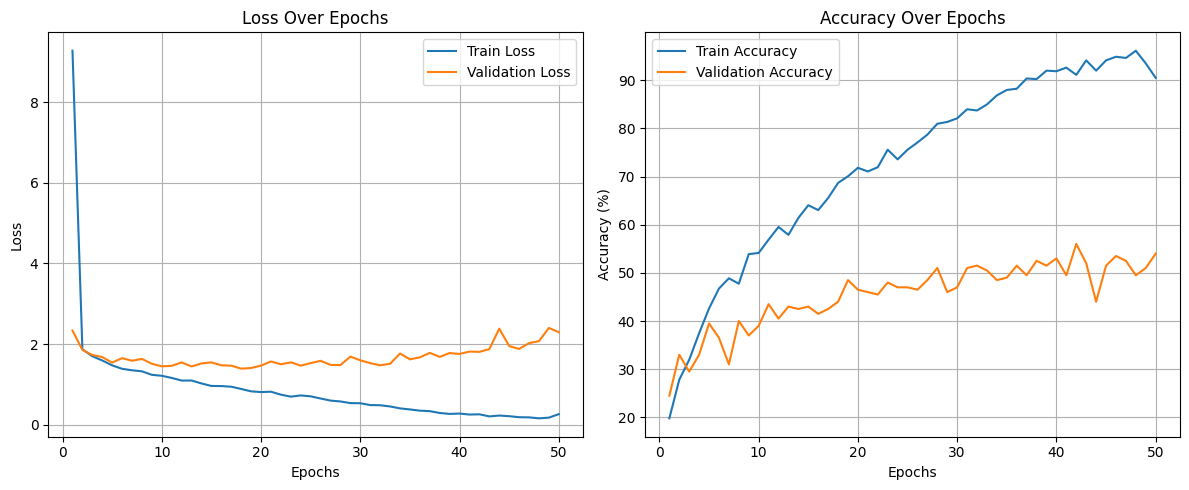 Loss Over Epochs
Train Loss
Validation Loss
8
6
4
2
0
Loss
0 10 20 30 40 50
Epochs
Accuracy Over Epochs
Train Accuracy
Validation Accuracy
90
80
70
60
50
40
30
20
Accuracy (%)
0 10 20 30 40 50
Epochs